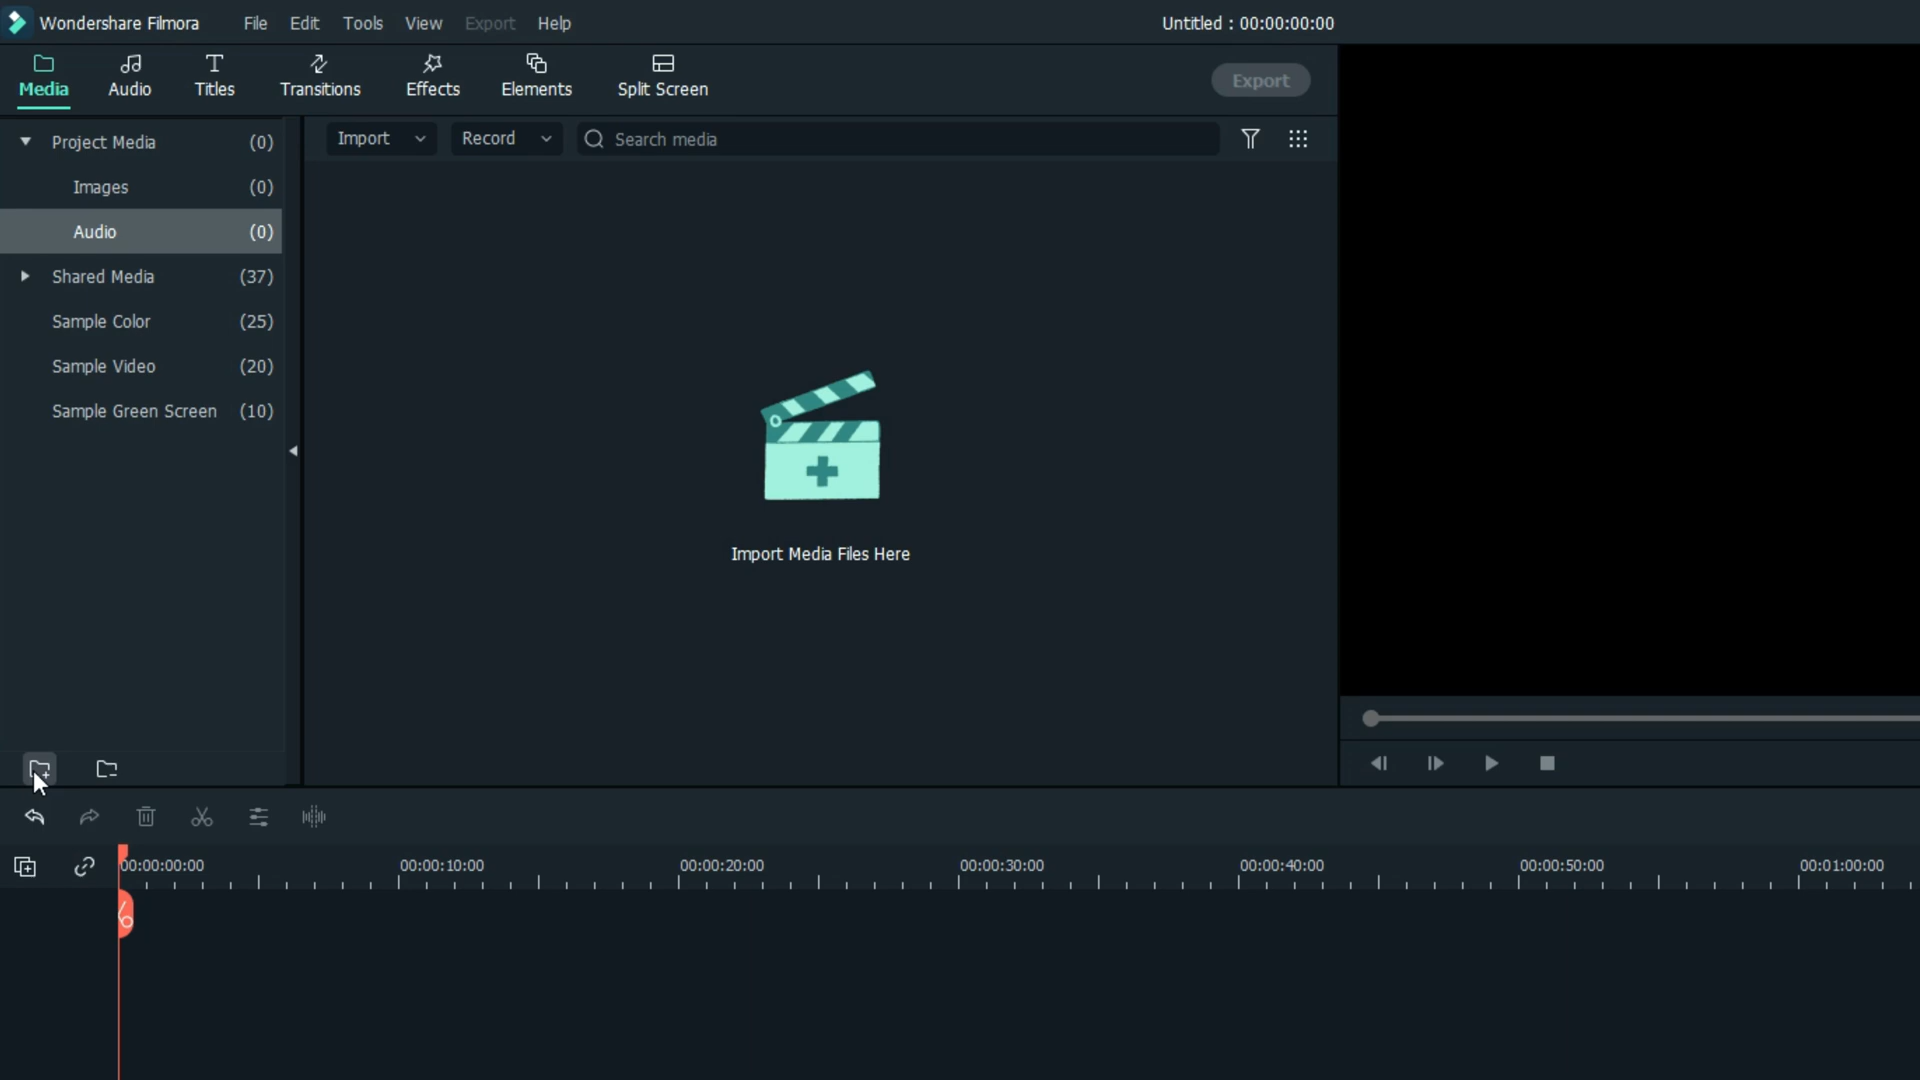 Wondershare Filmora File Edit Tools View Export Help Untitled : 00:00:00:00
Media Audio Titles Transitions Effects Elements Split Screen Export
Project Media (0)
Images (0)
Audio (0)
Shared Media (37)
Sample Color (25)
Sample Video (20)
Sample Green Screen (10)
Import Record Search media
Import Media Files Here
00:00:00:00 00:00:10:00 00:00:20:00 00:00:30:00 00:00:40:00 00:00:50:00 00:01:00:00